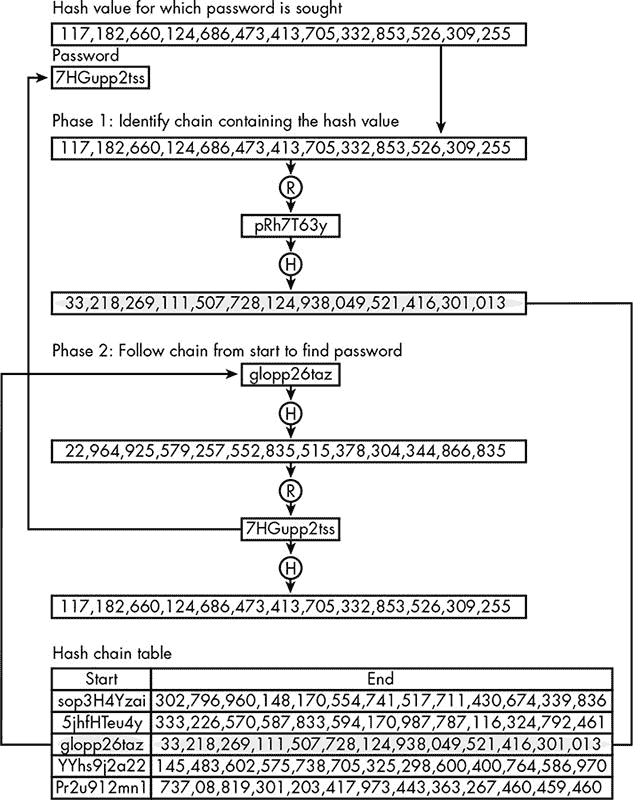 Hash value for which password is sought
117,182,660,124,686,473,413,705,332,853,526,309,255
Password
7HGupp2tss
Phase 1: Identify chain containing the hash value
117,182,660,124,686,473,413,705,332,853,526,309,255
R
pRh7T63y
H
33,218,269,111,507,728,124,938,049,521,416,301,013
Phase 2: Follow chain from start to find password
glopp26taz
H
22,964,925,579,257,552,835,515,378,304,344,866,835
R
7HGupp2tss
H
117,182,660,124,686,473,413,705,332,853,526,309,255
Hash chain table
Start End
sop3H4Yzai 302,796,960,148,170,554,741,517,711,430,674,339,836
5jhfHTeu4y 333,226,570,587,833,594,170,987,787,116,324,792,461
glopp26taz 33,218,269,111,507,728,124,938,049,521,416,301,013
YYhs9j2a22 145,483,602,575,738,705,325,298,600,400,764,586,970
Pr2u912mn1 737,08,819,301,203,417,973,443,363,267,460,459,460